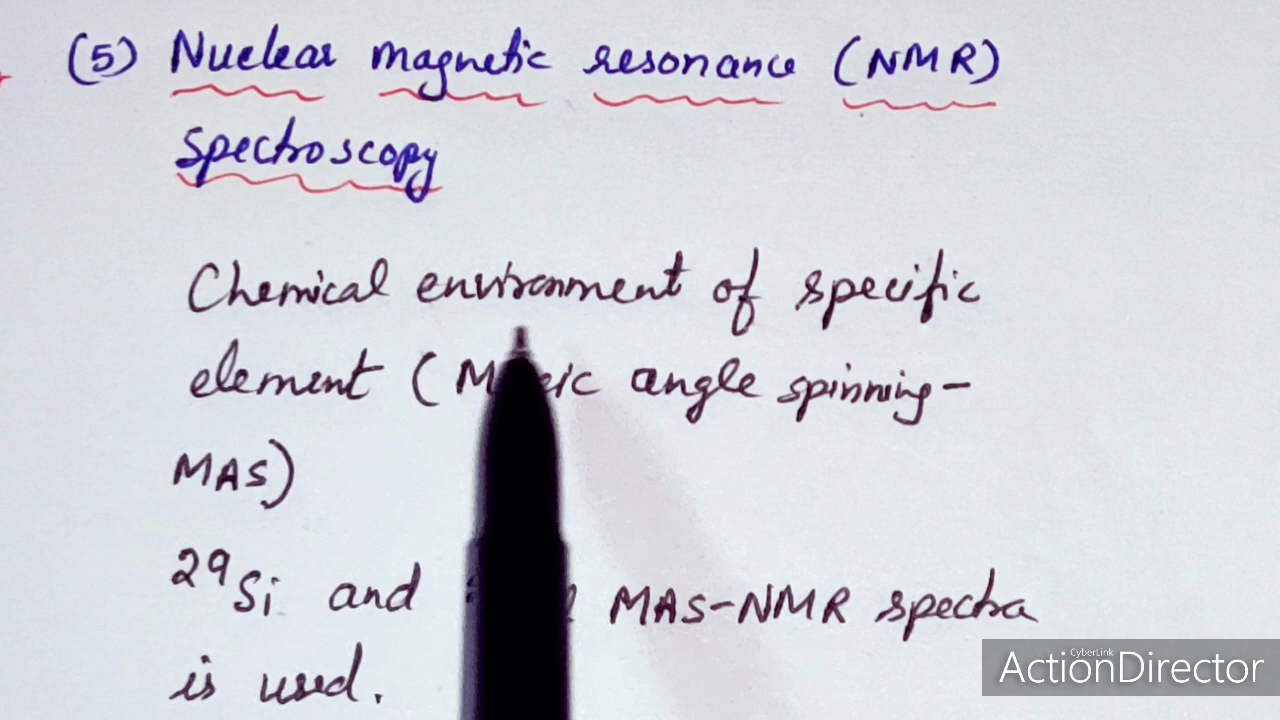 (5) Nuclear magnetic resonance (NMR)
spectroscopy
Chemical environment of specific
element ( angle spinning-
MAS)
29Si and MAS-NMR spectra
is used.
CyberLink
ActionDirector